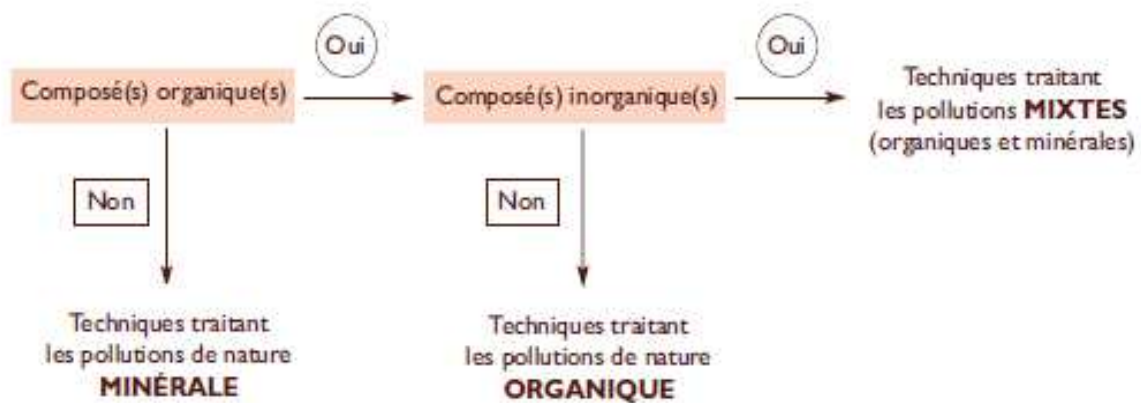 Oui
Oui
Composé(s) organique(s)
Composé(s) inorganique(s)
Techniques traitant
les pollutions MIXTES
(organiques et minérales)
Non
Non
Techniques traitant
les pollutions de nature
MINÉRALE
Techniques traitant
les pollutions de nature
ORGANIQUE